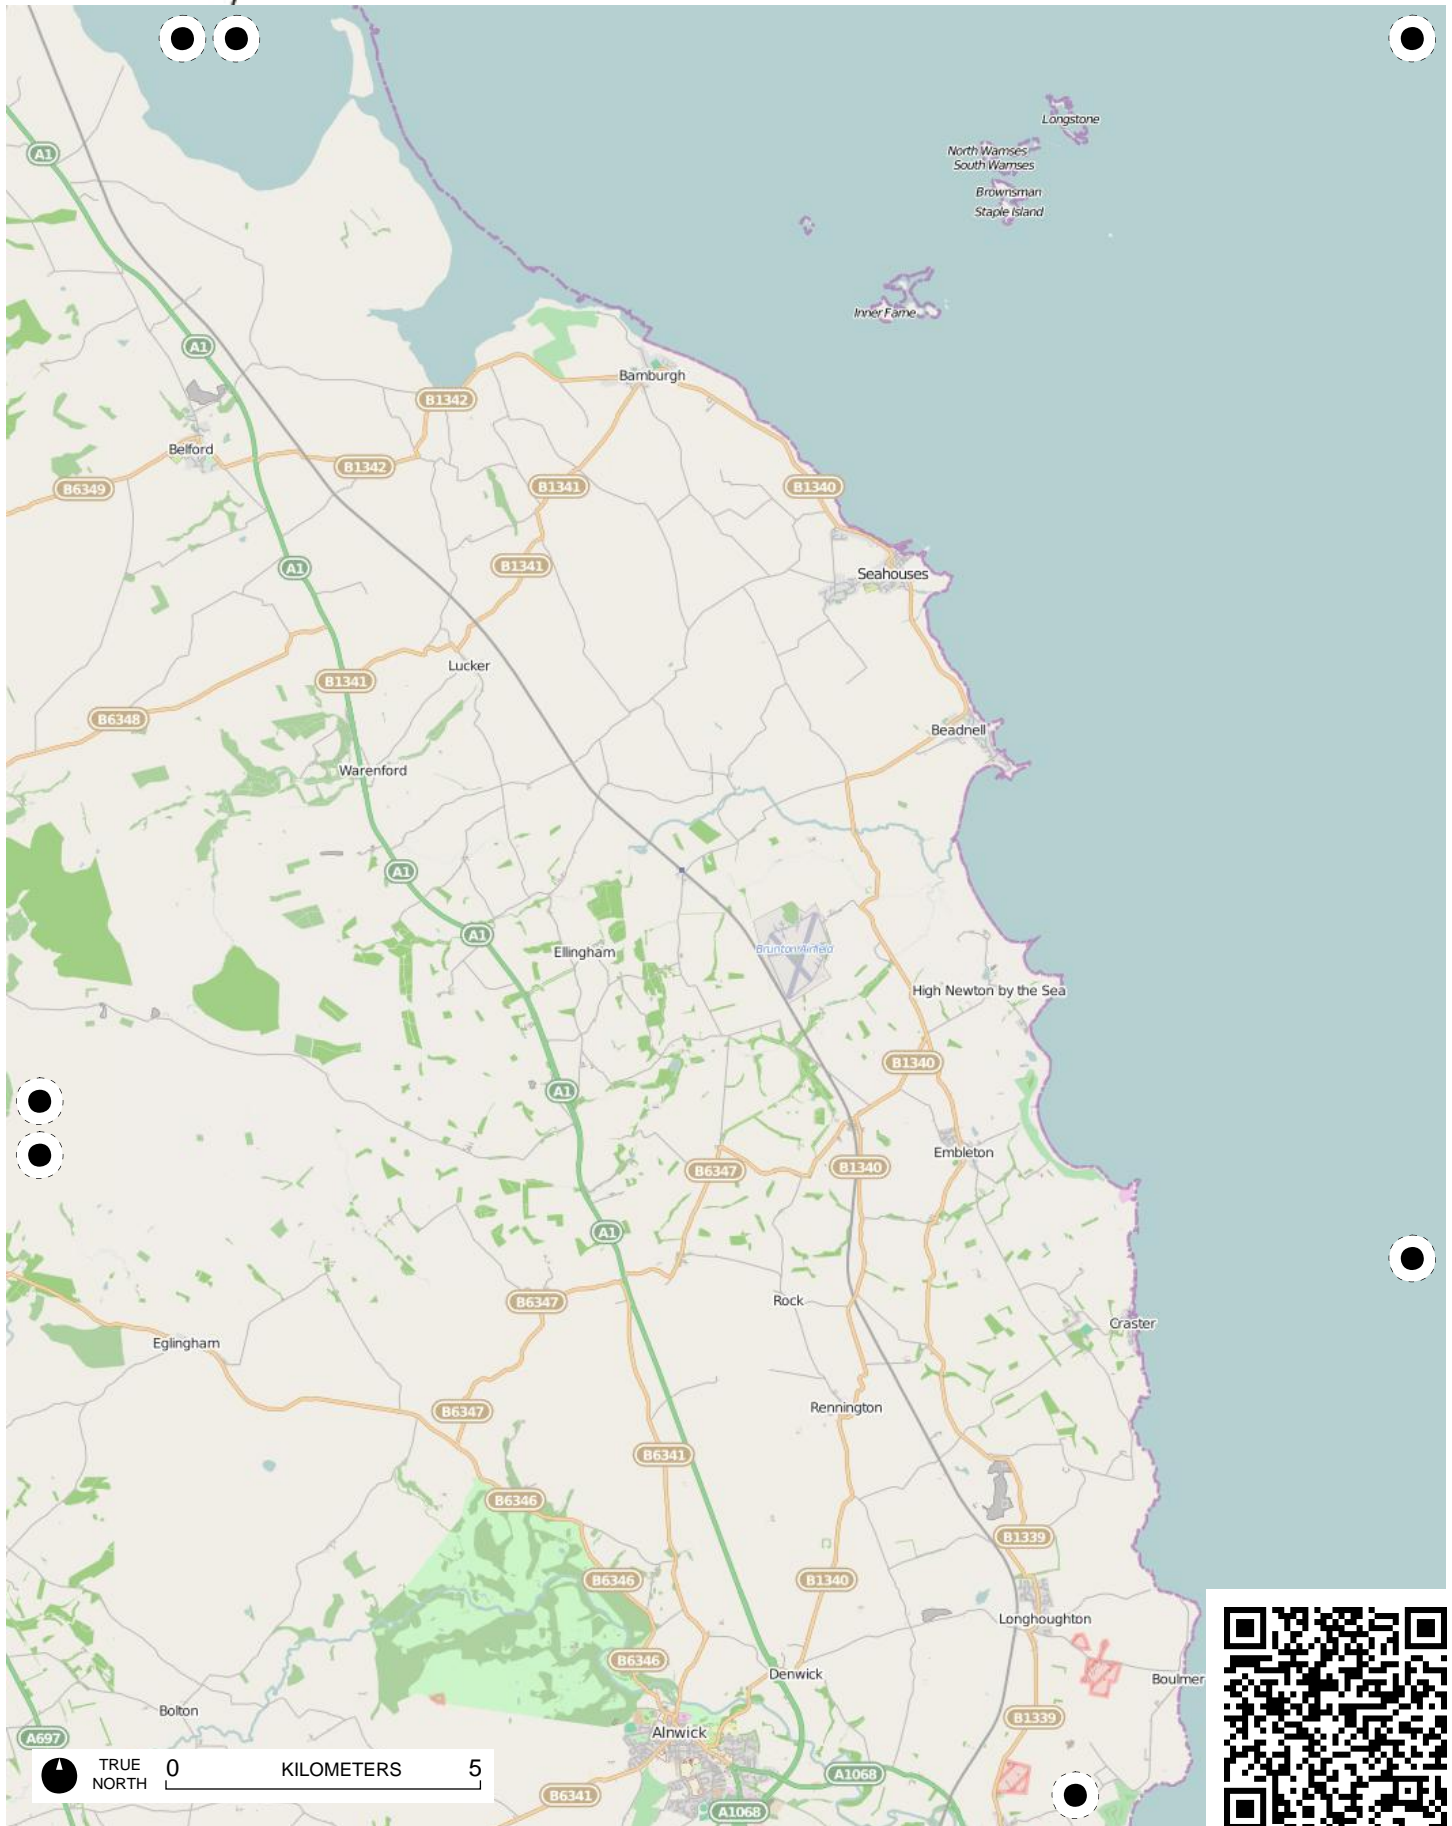 Longstone
North Wamses
South Wamses
Brownsman
Staple Island
A1
Inner Farne
A1
Bamburgh
B1342
Belford
B1342
B6349
B1341
B1340
A1
B1341
Seahouses
Lucker
B1341
B6348
Beadnell
Warenford
A1
A1
Ellingham
Brunton Airfield
High Newton by the Sea
B1340
A1
Embleton
B6347
B1340
A1
B6347
Rock
Craster
Eglingham
B6347
Rennington
B6341
B6346
B1339
B6346
B1340
Longhoughton
B6346
Denwick
Boulmer
Bolton
B1339
A697
Alnwick
TRUE NORTH
0 KILOMETERS 5
A1068
B6341
A1068